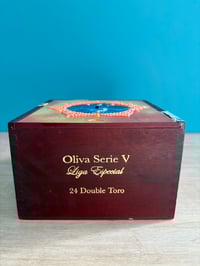 Oliva Serie V
Liga Especial
24 Double Toro